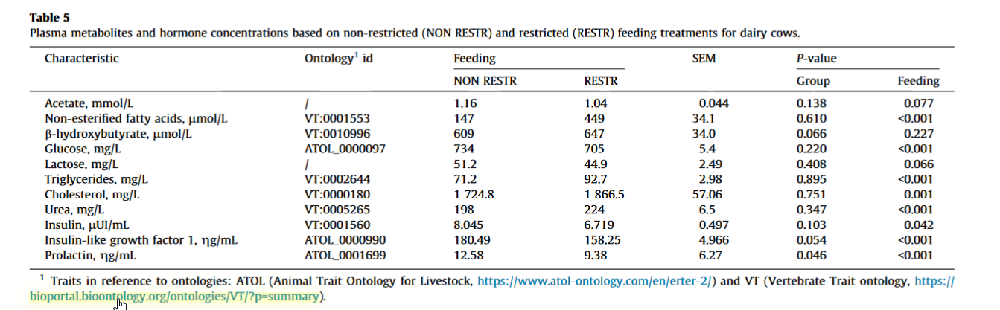 Table 5
Plasma metabolites and hormone concentrations based on non-restricted (NON RESTR) and restricted (RESTR) feeding treatments for dairy cows.
Characteristic Ontology¹ id Feeding SEM P-value
NON RESTR RESTR Group Feeding
Acetate, mmol/L / 1.16 1.04 0.044 0.138 0.077
Non-esterified fatty acids, μmol/L VT:0001553 147 449 34.1 0.610 <0.001
β-hydroxybutyrate, μmol/L VT:0010996 609 647 34.0 0.066 0.227
Glucose, mg/L ATOL_0000097 734 705 5.4 0.220 <0.001
Lactose, mg/L / 51.2 44.9 2.49 0.408 0.066
Triglycerides, mg/L VT:0002644 71.2 92.7 2.98 0.895 <0.001
Cholesterol, mg/L VT:0000180 1 724.8 1 866.5 57.06 0.751 0.001
Urea, mg/L VT:0005265 198 224 6.5 0.347 <0.001
Insulin, μUI/mL VT:0001560 8.045 6.719 0.497 0.103 0.042
Insulin-like growth factor 1, ηg/mL ATOL_0000990 180.49 158.25 4.966 0.054 <0.001
Prolactin, ηg/mL ATOL_0001699 12.58 9.38 6.27 0.046 <0.001
¹ Traits in reference to ontologies: ATOL (Animal Trait Ontology for Livestock, https://www.atol-ontology.com/en/erter-2/) and VT (Vertebrate Trait ontology, https://
bioportal.bioontology.org/ontologies/VT/?p=summary).